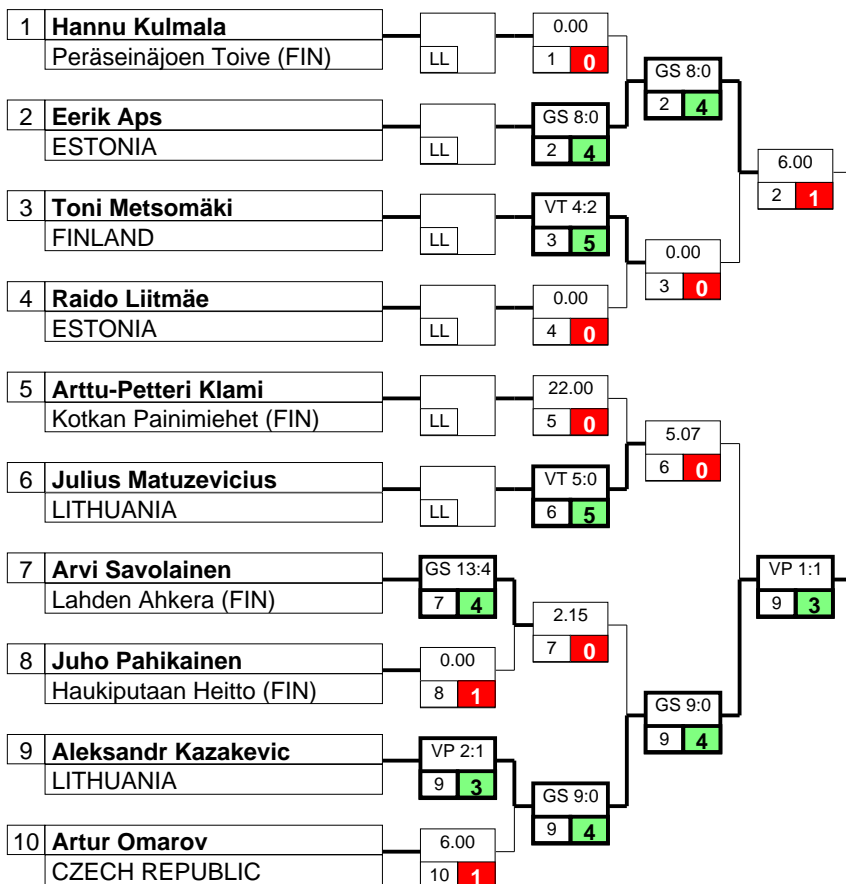 1 Hannu Kulmala
Peräseinäjoen Toive (FIN)
LL
0.00
1 0
GS 8:0
2 4
2 Eerik Aps
ESTONIA
LL
GS 8:0
2 4
6.00
2 1
3 Toni Metsomäki
FINLAND
LL
VT 4:2
3 5
0.00
3 0
4 Raido Liitmäe
ESTONIA
LL
0.00
4 0
5 Arttu-Petteri Klami
Kotkan Painimiehet (FIN)
LL
22.00
5 0
5.07
6 0
6 Julius Matuzevicius
LITHUANIA
LL
VT 5:0
6 5
7 Arvi Savolainen
Lahden Ahkera (FIN)
GS 13:4
7 4
VP 1:1
9 3
2.15
7 0
8 Juho Pahikainen
Haukiputaan Heitto (FIN)
0.00
8 1
GS 9:0
9 4
9 Aleksandr Kazakevic
LITHUANIA
VP 2:1
9 3
GS 9:0
9 4
10 Artur Omarov
CZECH REPUBLIC
6.00
10 1